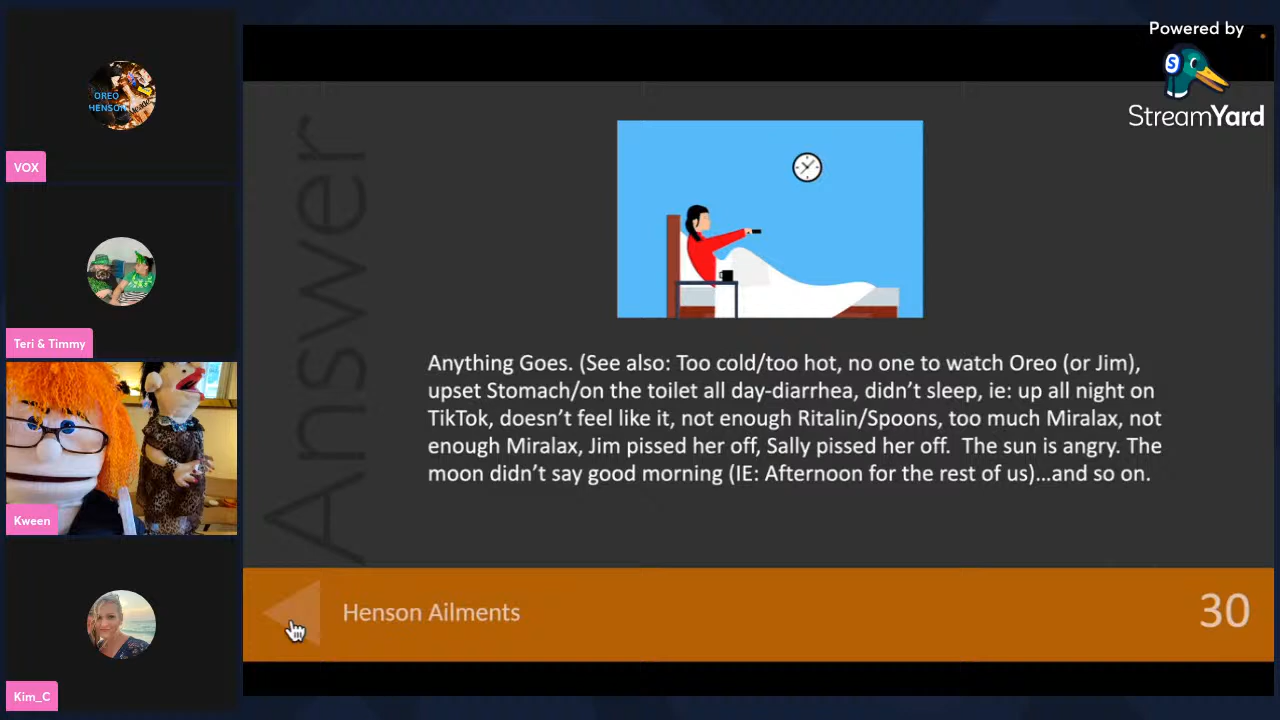 Powered by
StreamYard
OREO
HENSON
VOX
Teri & Timmy
Kween
Kim_C
Answer
Anything Goes. (See also: Too cold/too hot, no one to watch Oreo (or Jim),
upset Stomach/on the toilet all day-diarrhea, didn’t sleep, ie: up all night on
TikTok, doesn’t feel like it, not enough Ritalin/Spoons, too much Miralax, not
enough Miralax, Jim pissed her off, Sally pissed her off.  The sun is angry. The
moon didn’t say good morning (IE: Afternoon for the rest of us)…and so on.
Henson Ailments
30